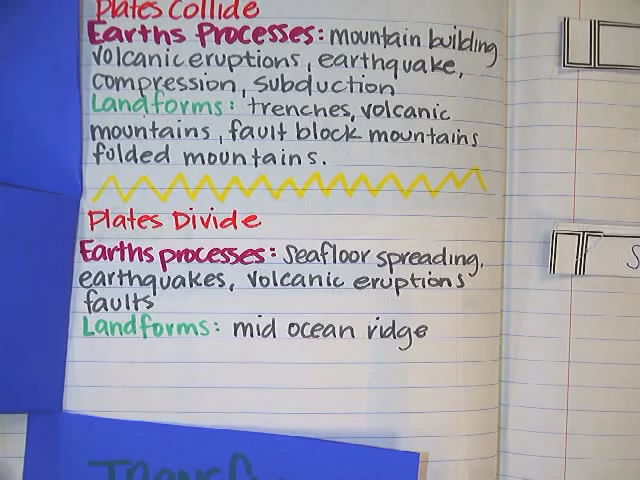 Plates Collide
Earths Processes: mountain building
volcanic eruptions, earthquake,
compression, subduction
Landforms: trenches, volcanic
mountains, fault block mountains
folded mountains.
Plates Divide
Earths processes: seafloor spreading,
earthquakes, volcanic eruptions
faults
Landforms: mid ocean ridge